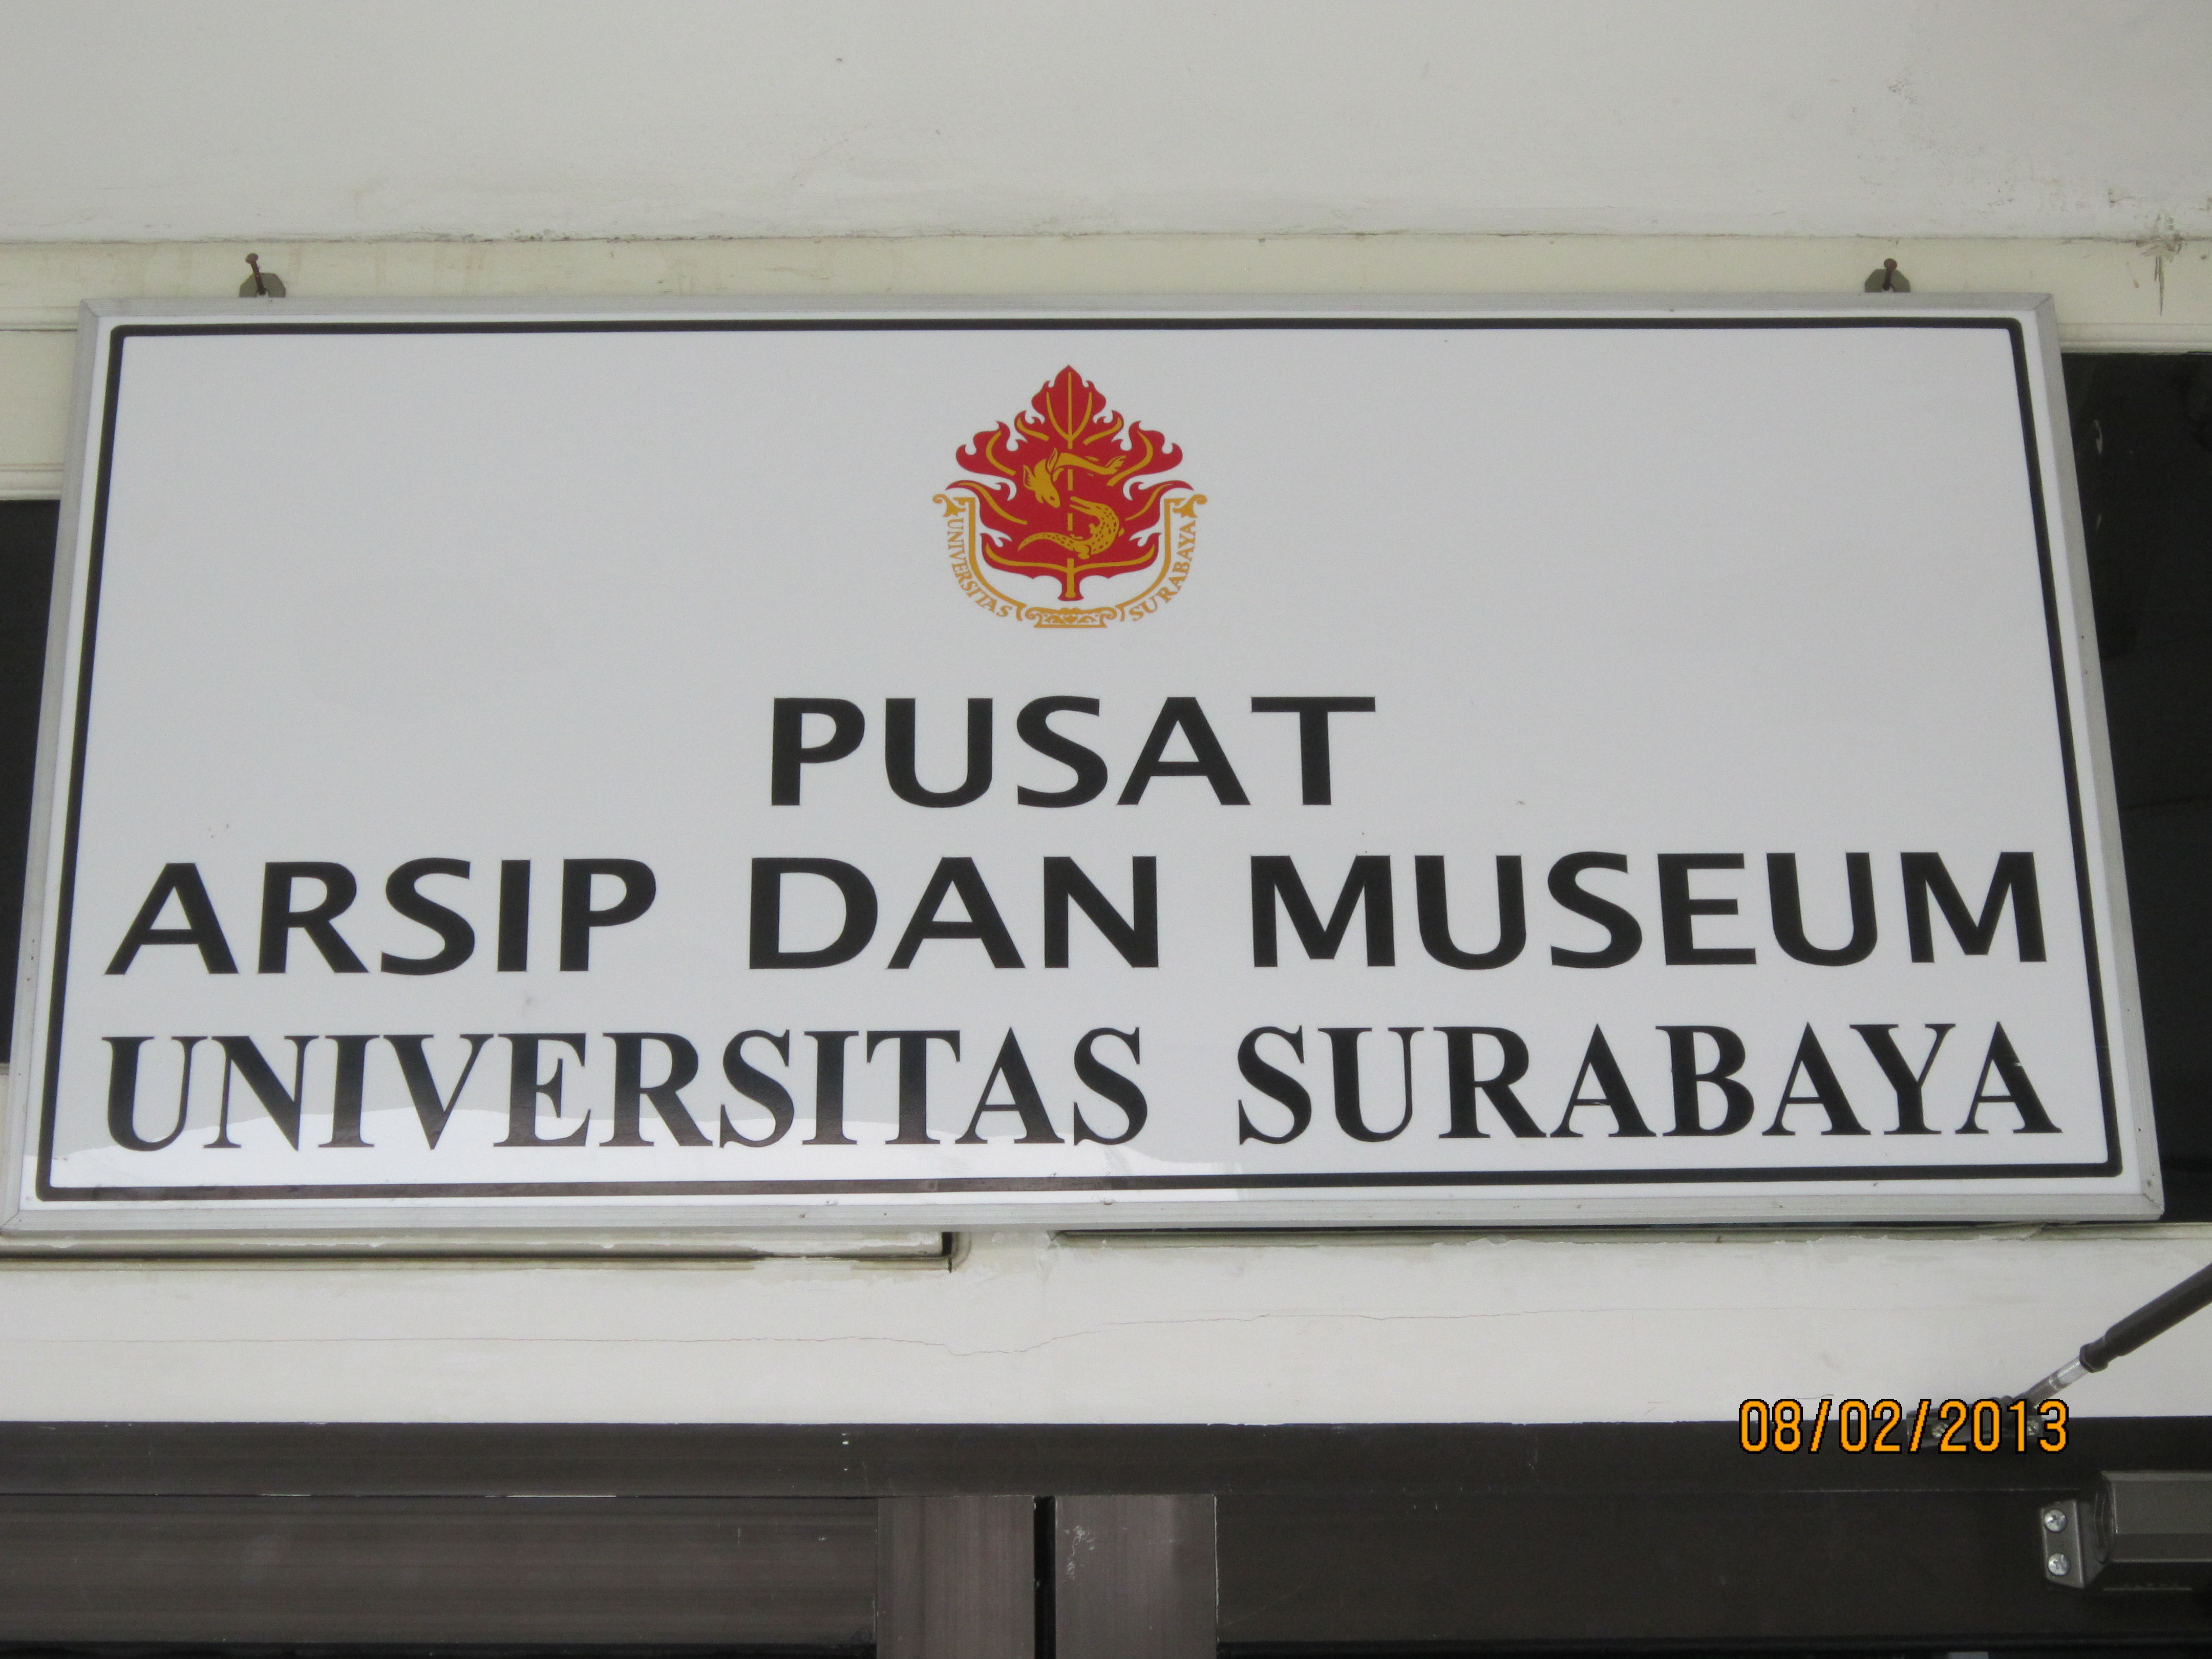 UNIVERSITAS SURABAYA
PUSAT
ARSIP DAN MUSEUM
UNIVERSITAS SURABAYA
08/02/2013